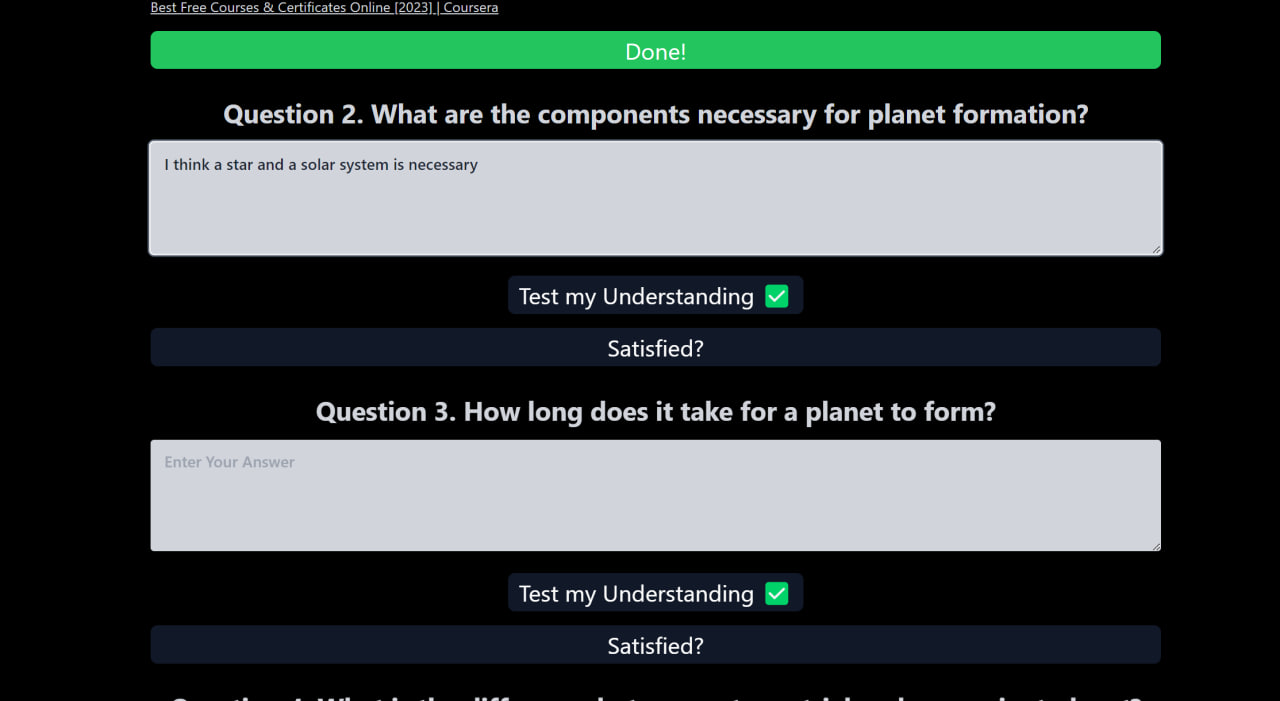 Best Free Courses & Certificates Online [2023] | Coursera
Done!
Question 2. What are the components necessary for planet formation?
I think a star and a solar system is necessary
Test my Understanding ✅
Satisfied?
Question 3. How long does it take for a planet to form?
Enter Your Answer
Test my Understanding ✅
Satisfied?